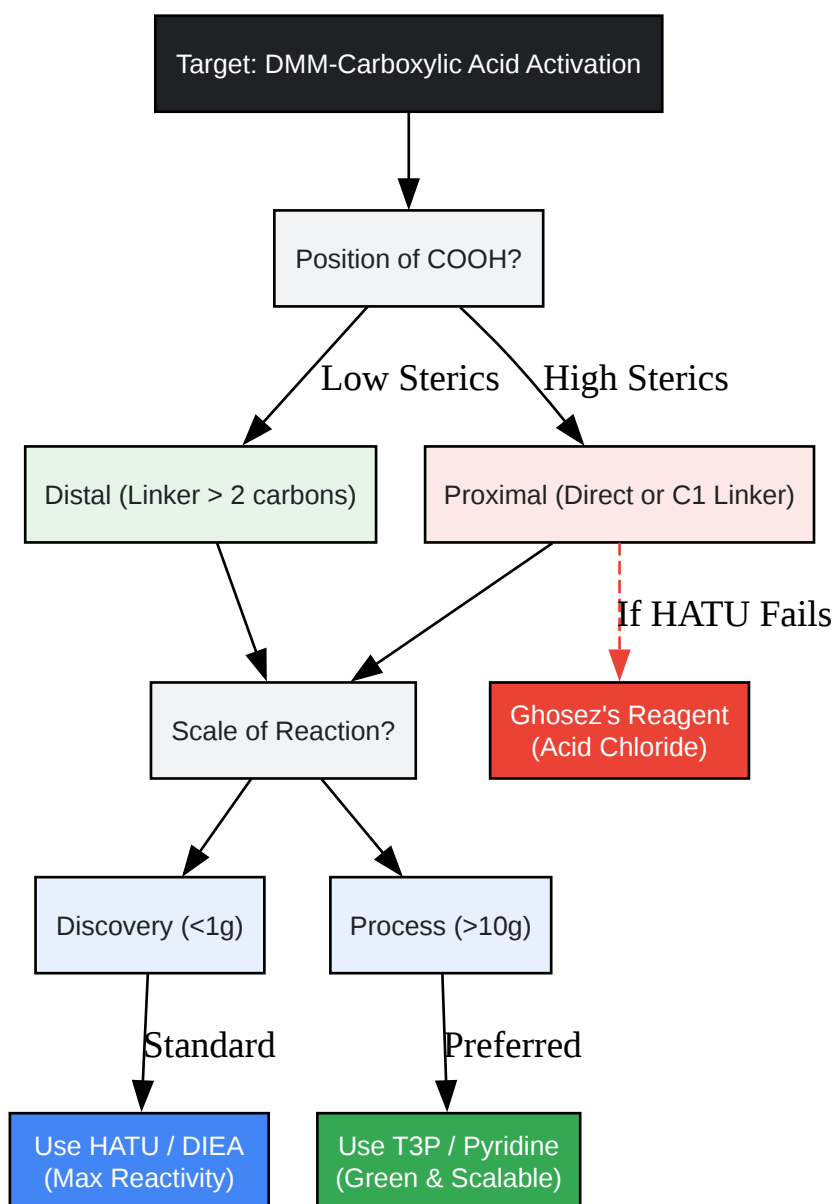 Target: DMM-Carboxylic Acid Activation
Position of COOH?
Low Sterics
High Sterics
Distal (Linker > 2 carbons)
Proximal (Direct or C1 Linker)
If HATU Fails
Scale of Reaction?
Ghosez's Reagent
(Acid Chloride)
Discovery (<1g)
Process (>10g)
Standard
Preferred
Use HATU / DIEA
(Max Reactivity)
Use T3P / Pyridine
(Green & Scalable)